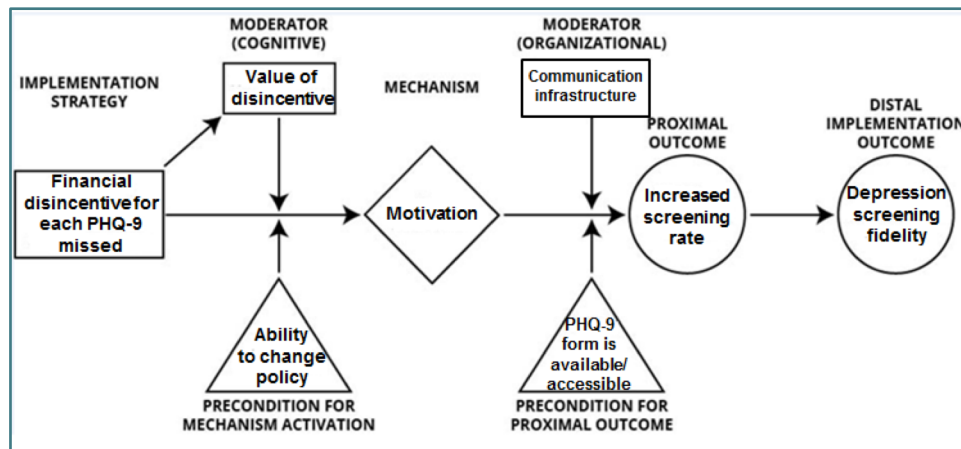 MODERATOR
(COGNITIVE)
MODERATOR
(ORGANIZATIONAL)
IMPLEMENTATION
STRATEGY
Value of
disincentive
MECHANISM
Communication
infrastructure
PROXIMAL
OUTCOME
DISTAL
IMPLEMENTATION
OUTCOME
Financial
disincentive for
each PHQ-9
missed
Motivation
Increased
screening
rate
Depression
screening
fidelity
Ability
to change
policy
PHQ-9
form is
available/
accessible
PRECONDITION FOR
MECHANISM ACTIVATION
PRECONDITION FOR
PROXIMAL OUTCOME